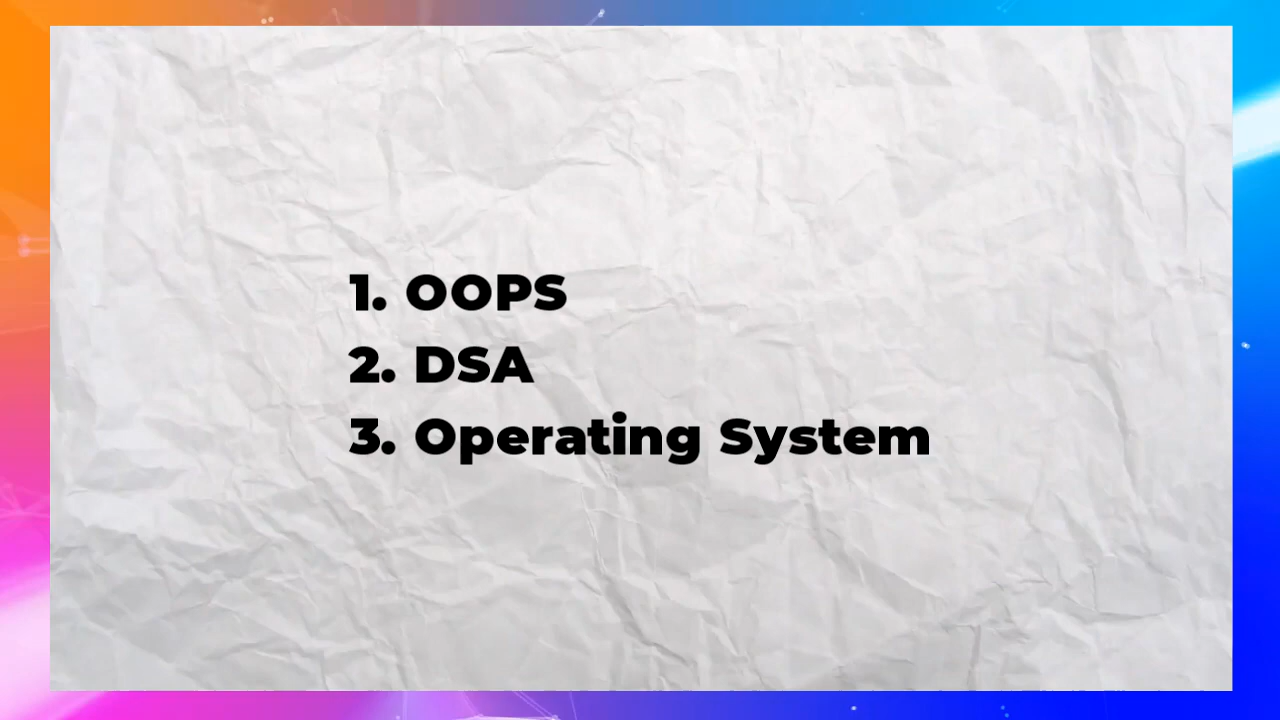 1. OOPS
2. DSA
3. Operating System